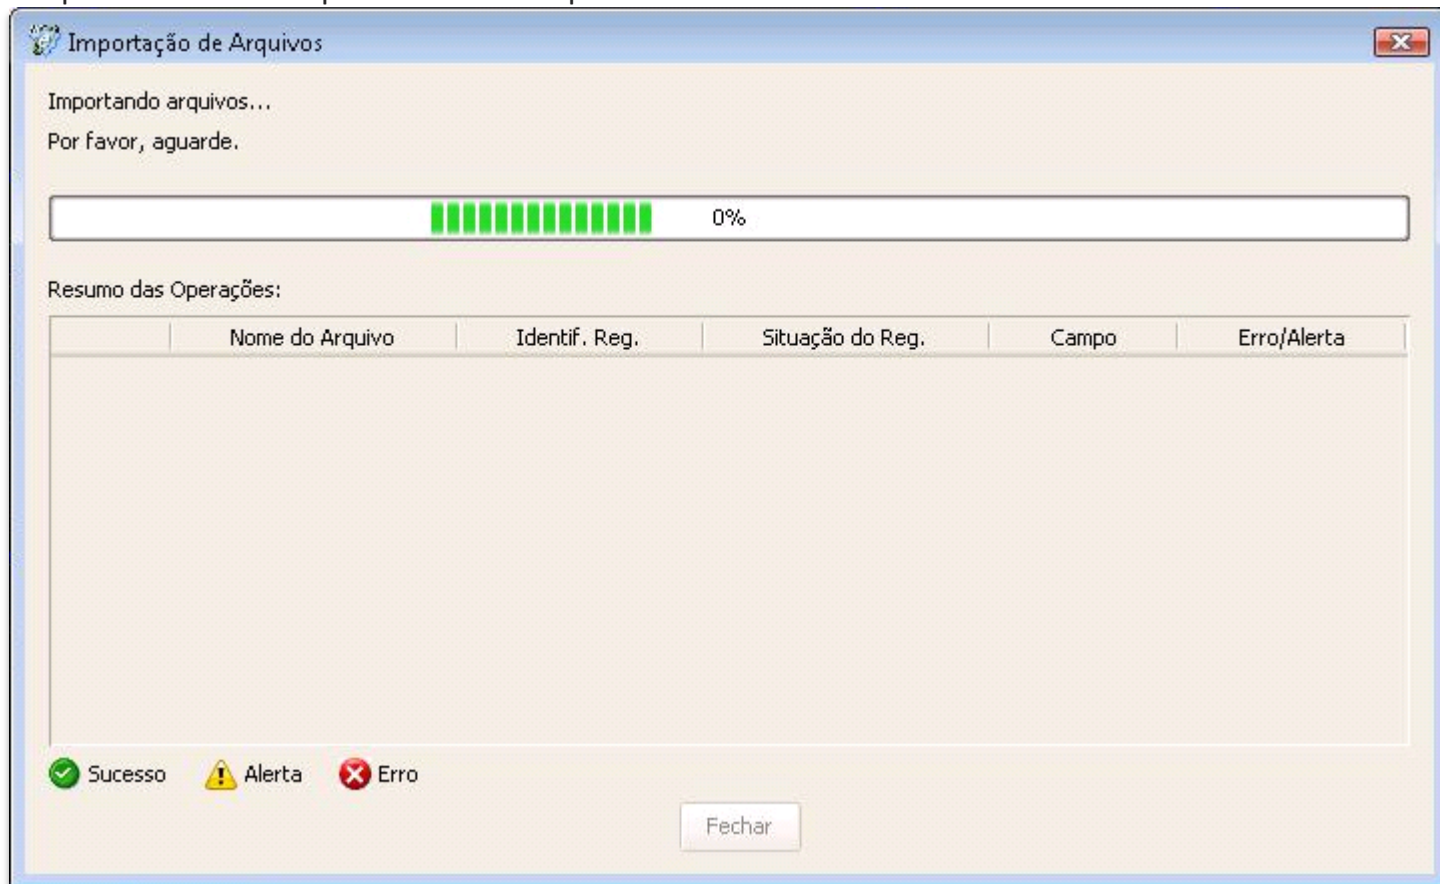 Importação de Arquivos
Importando arquivos...
Por favor, aguarde.
0%
Resumo das Operações:
Nome do Arquivo Identif. Reg. Situação do Reg. Campo Erro/Alerta
Sucesso Alerta Erro
Fechar